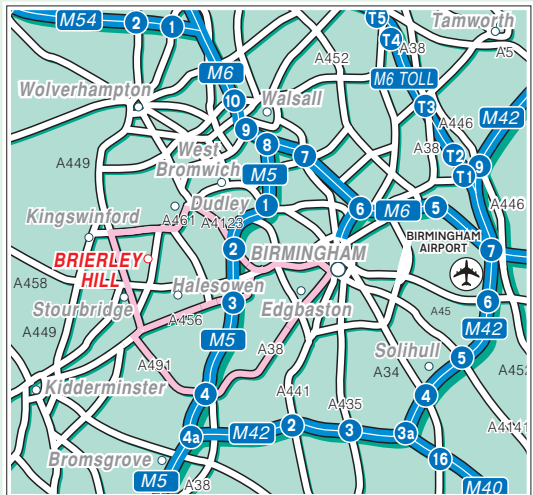 M54
2
1
T5
Tamworth
T4
A38
A5
A452
M6
M6 TOLL
Wolverhampton
10
Walsall
T3
A446
M42
9
8
7
A38
T2
9
T1
A449
West
Bromwich
M5
A461
Dudley
1
6
M6
5
A446
Kingswinford
A4123
2
BIRMINGHAM
BIRMINGHAM
AIRPORT
7
BRIERLEY
HILL
A458
Halesowen
Stourbridge
3
Edgbaston
6
A45
A456
A449
M5
A38
M42
Solihull
5
A452
A491
A34
Kidderminster
4
A441
A435
4
A4141
4a
M42
2
3
3a
Bromsgrove
16
M5
A38
M40